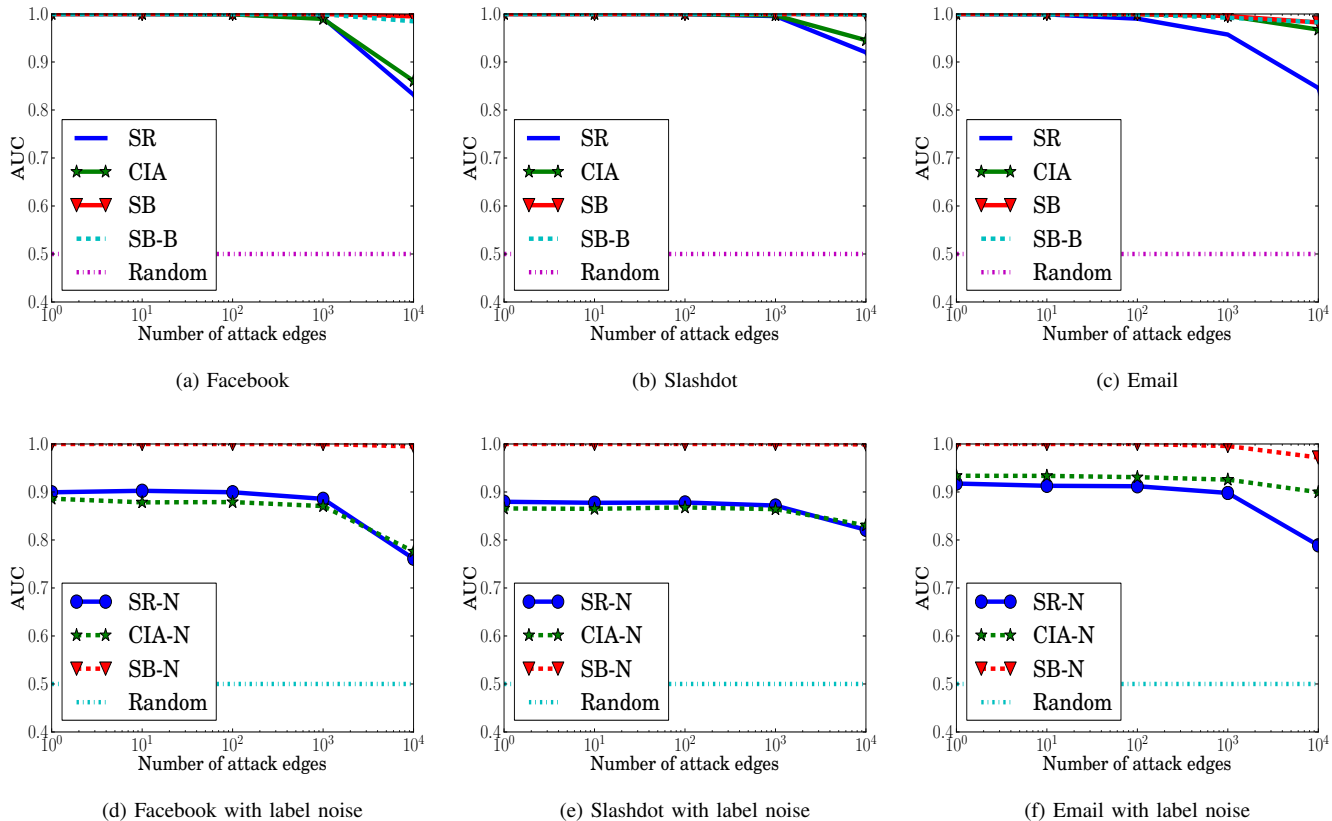 1.0
0.9
0.8
0.7
0.6
0.5
0.4
AUC
SR
CIA
SB
SB-B
Random
10^0 10^1 10^2 10^3 10^4
Number of attack edges
(a) Facebook
1.0
0.9
0.8
0.7
0.6
0.5
0.4
AUC
SR
CIA
SB
SB-B
Random
10^0 10^1 10^2 10^3 10^4
Number of attack edges
(b) Slashdot
1.0
0.9
0.8
0.7
0.6
0.5
0.4
AUC
SR
CIA
SB
SB-B
Random
10^0 10^1 10^2 10^3 10^4
Number of attack edges
(c) Email
1.0
0.9
0.8
0.7
0.6
0.5
0.4
AUC
SR-N
CIA-N
SB-N
Random
10^0 10^1 10^2 10^3 10^4
Number of attack edges
(d) Facebook with label noise
1.0
0.9
0.8
0.7
0.6
0.5
0.4
AUC
SR-N
CIA-N
SB-N
Random
10^0 10^1 10^2 10^3 10^4
Number of attack edges
(e) Slashdot with label noise
1.0
0.9
0.8
0.7
0.6
0.5
0.4
AUC
SR-N
CIA-N
SB-N
Random
10^0 10^1 10^2 10^3 10^4
Number of attack edges
(f) Email with label noise